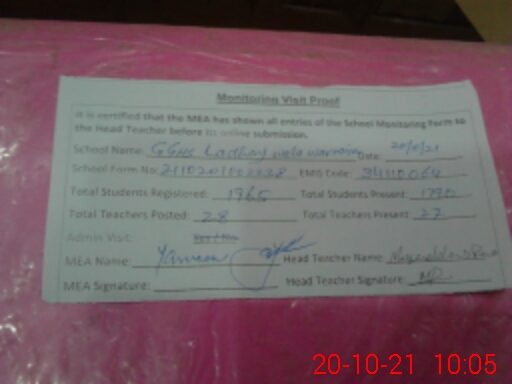 Monitoring Visit Proof
It is certified that the MEA has shown all entries of the School Monitoring Form to
the Head Teacher before its online submission.
School Name: GGHS Ladhay wala Date:
School Form No: EMIS Code:
Total Students Registered: 1965 Total Students Present: 1790
Total Teachers Posted: 28 Total Teachers Present: 27
Admin Visit: Yes / No
MEA Name: Head Teacher Name:
MEA Signature: Head Teacher Signature:
20-10-21 10:05